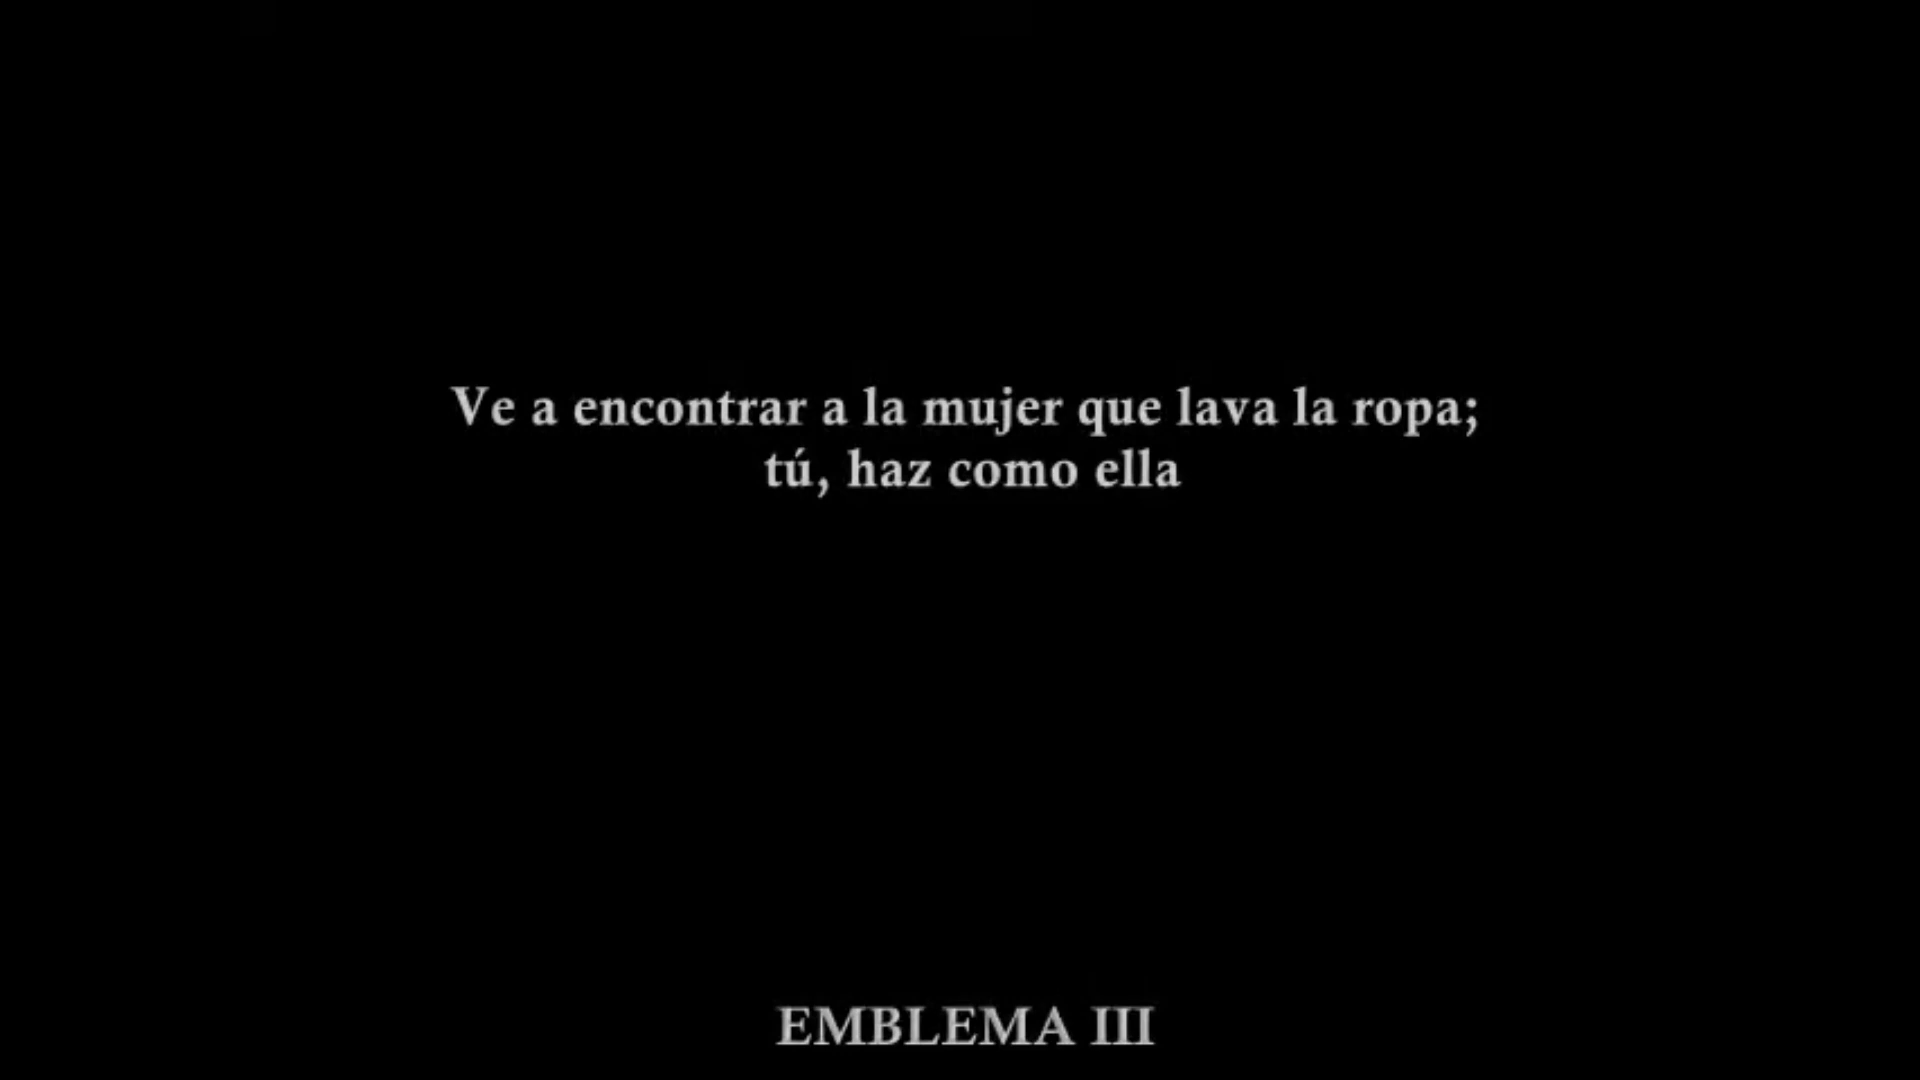 Ve a encontrar a la mujer que lava la ropa;
tú, haz como ella
EMBLEMA III